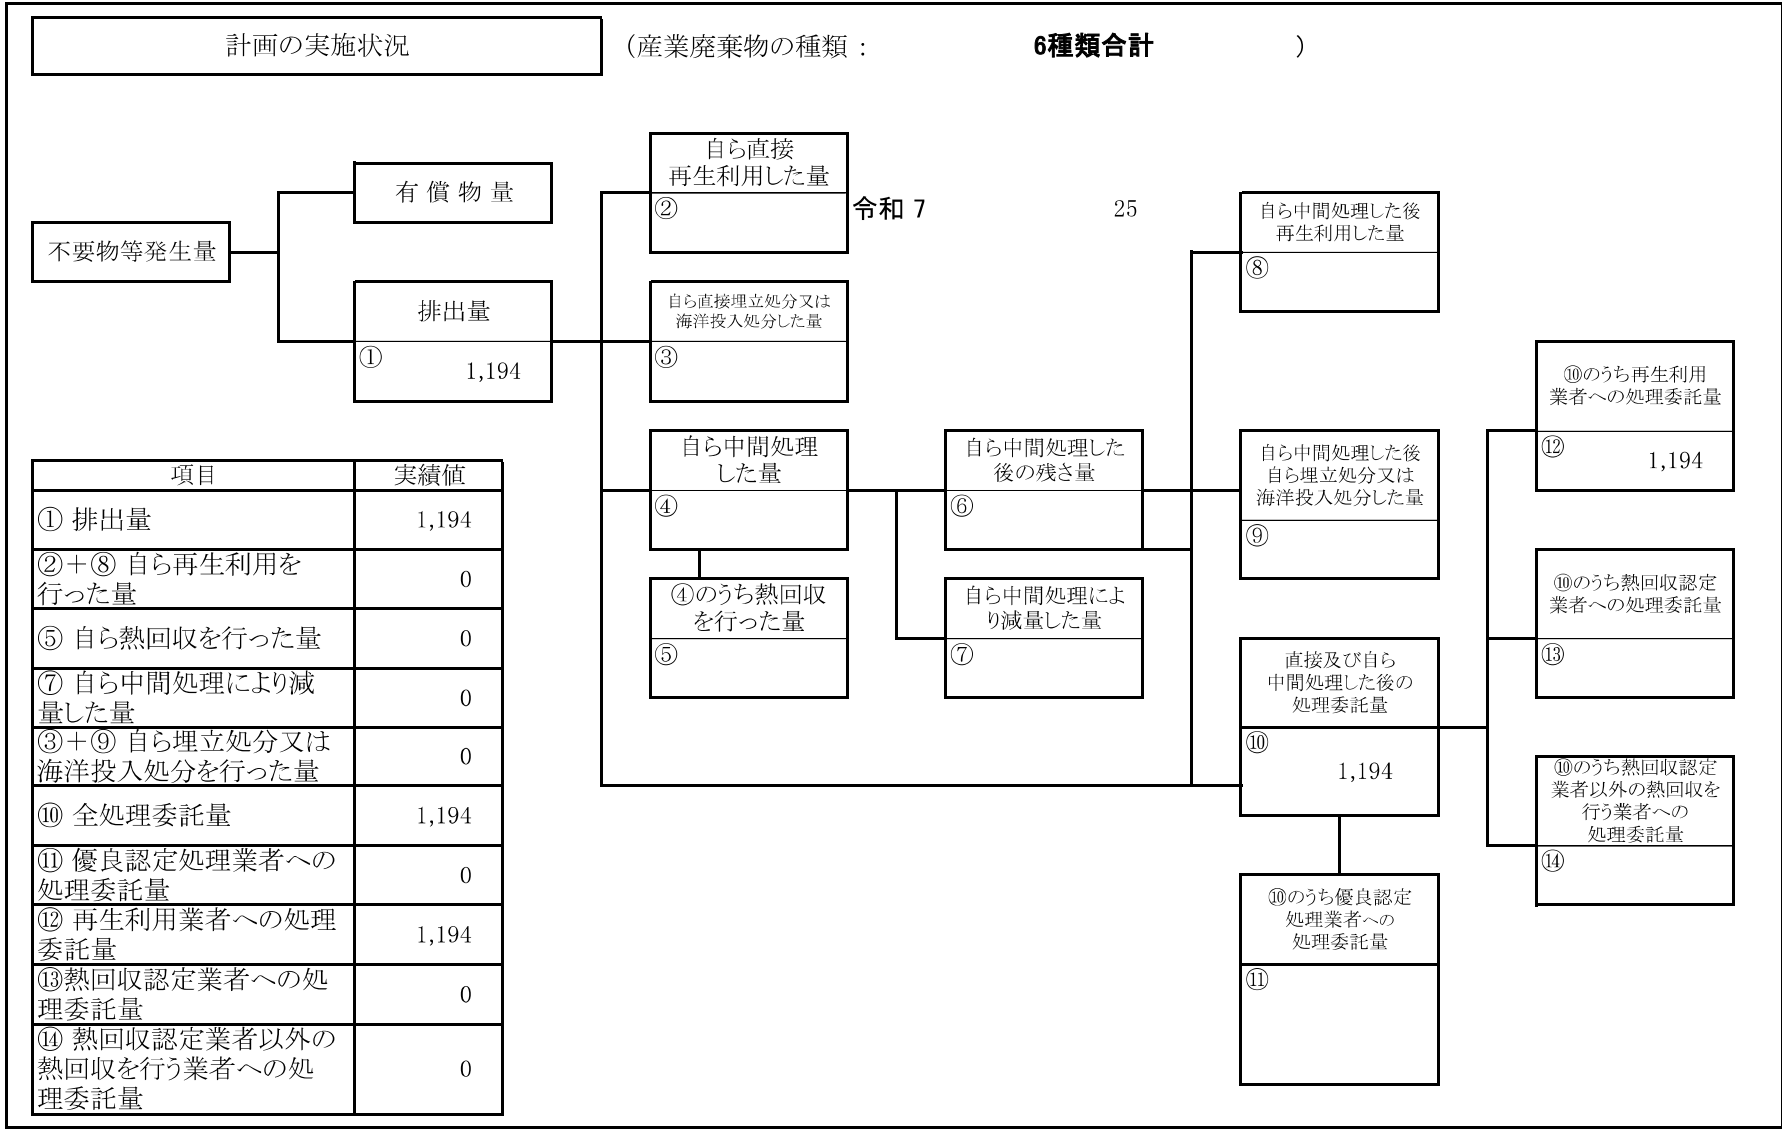 計画の実施状況
(産業廃棄物の種類：　6種類合計　)
不要物等発生量
有 償 物 量
排出量
①
1,194
自ら直接
再生利用した量
②
令和 7　25
自ら直接埋立処分又は
海洋投入処分した量
③
自ら中間処理
した量
④
④のうち熱回収
を行った量
⑤
自ら中間処理した
後の残さ量
⑥
自ら中間処理によ
り減量した量
⑦
自ら中間処理した後
再生利用した量
⑧
自ら中間処理した後
自ら埋立処分又は
海洋投入処分した量
⑨
直接及び自ら
中間処理した後の
処理委託量
⑩
1,194
⑩のうち優良認定
処理業者への
処理委託量
⑪
⑩のうち再生利用
業者への処理委託量
⑫
1,194
⑩のうち熱回収認定
業者への処理委託量
⑬
⑩のうち熱回収認定
業者以外の熱回収を
行う業者への
処理委託量
⑭
項目　実績値
① 排出量　1,194
②＋⑧ 自ら再生利用を
行った量　0
⑤ 自ら熱回収を行った量　0
⑦ 自ら中間処理により減
量した量　0
③＋⑨ 自ら埋立処分又は
海洋投入処分を行った量　0
⑩ 全処理委託量　1,194
⑪ 優良認定処理業者への
処理委託量　0
⑫ 再生利用業者への処理
委託量　1,194
⑬熱回収認定業者への処
理委託量　0
⑭ 熱回収認定業者以外の
熱回収を行う業者への処　0
理委託量